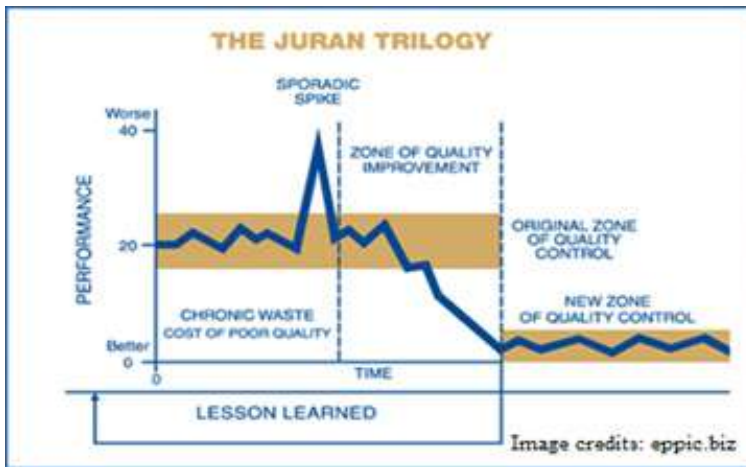 THE JURAN TRILOGY
SPORADIC
SPIKE
Worse
40
ZONE OF QUALITY
IMPROVEMENT
PERFORMANCE
20
ORIGINAL ZONE
OF QUALITY
CONTROL
CHRONIC WASTE
COST OF POOR QUALITY
NEW ZONE
OF QUALITY CONTROL
Better
0
0
TIME
LESSON LEARNED
Image credits: eppic.biz